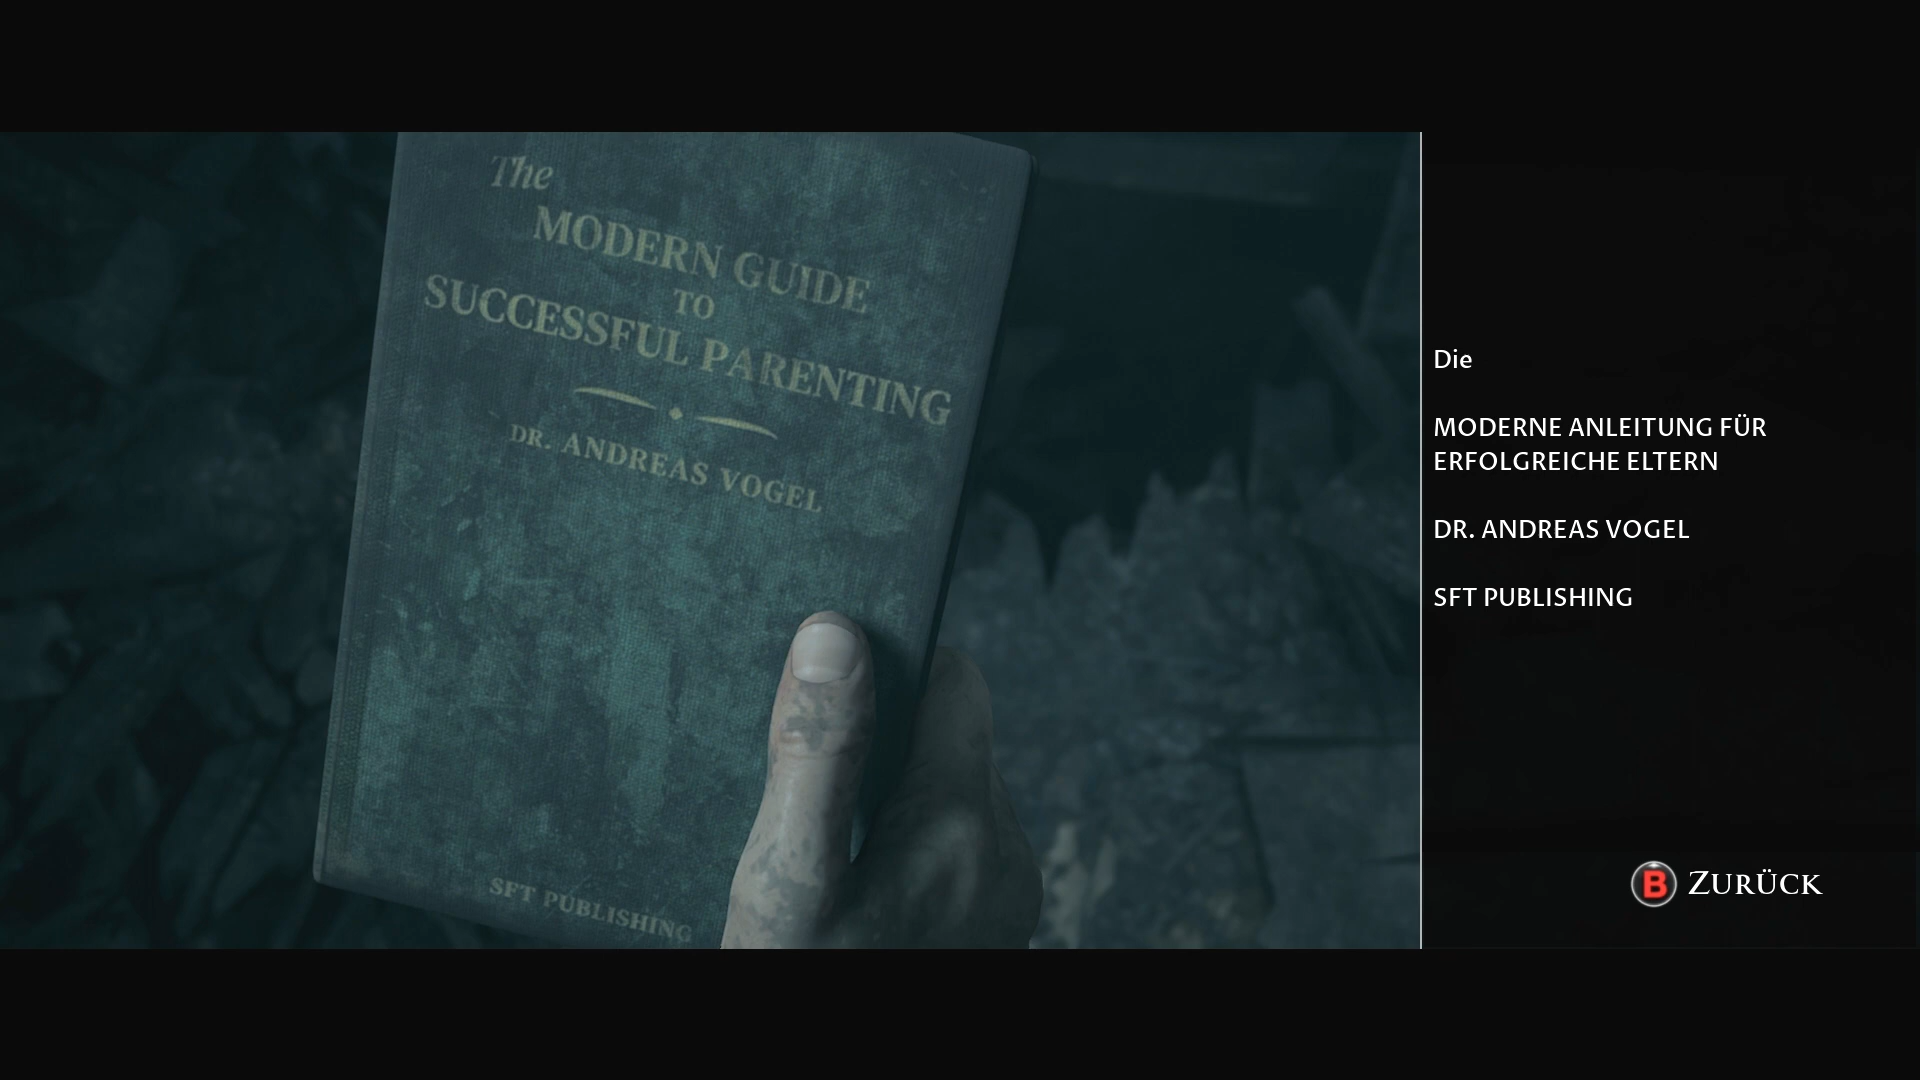 The
MODERN GUIDE
TO
SUCCESSFUL PARENTING
DR. ANDREAS VOGEL
SFT PUBLISHING
Die
MODERNE ANLEITUNG FÜR
ERFOLGREICHE ELTERN
DR. ANDREAS VOGEL
SFT PUBLISHING
B ZURÜCK